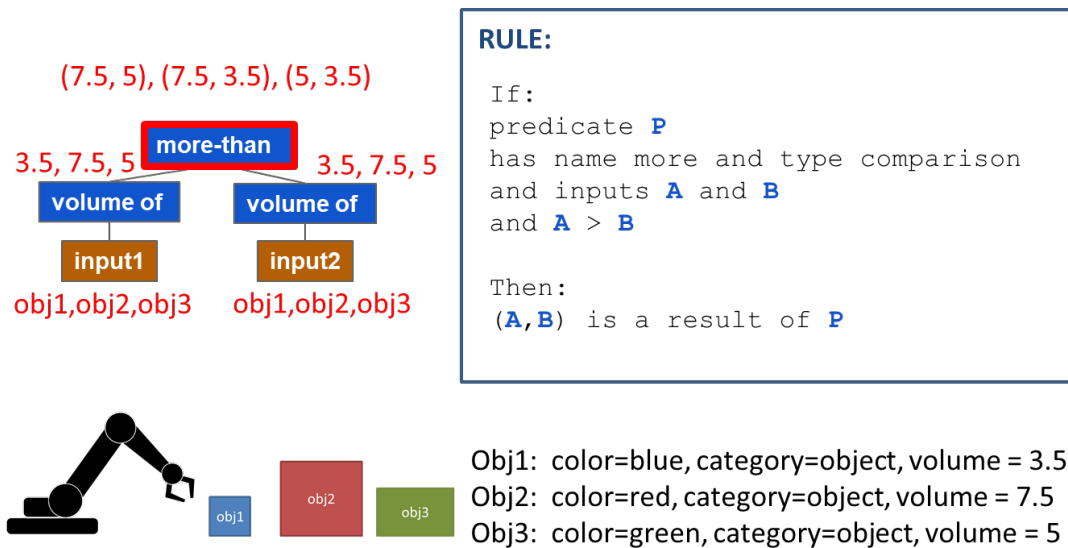 (7.5, 5), (7.5, 3.5), (5, 3.5)
more-than
3.5, 7.5, 5
3.5, 7.5, 5
volume of
volume of
input1
input2
obj1,obj2,obj3
obj1,obj2,obj3
RULE:
If:
predicate P
has name more and type comparison
and inputs A and B
and A > B
Then:
(A,B) is a result of P
obj1
obj2
obj3
Obj1: color=blue, category=object, volume = 3.5
Obj2: color=red, category=object, volume = 7.5
Obj3: color=green, category=object, volume = 5